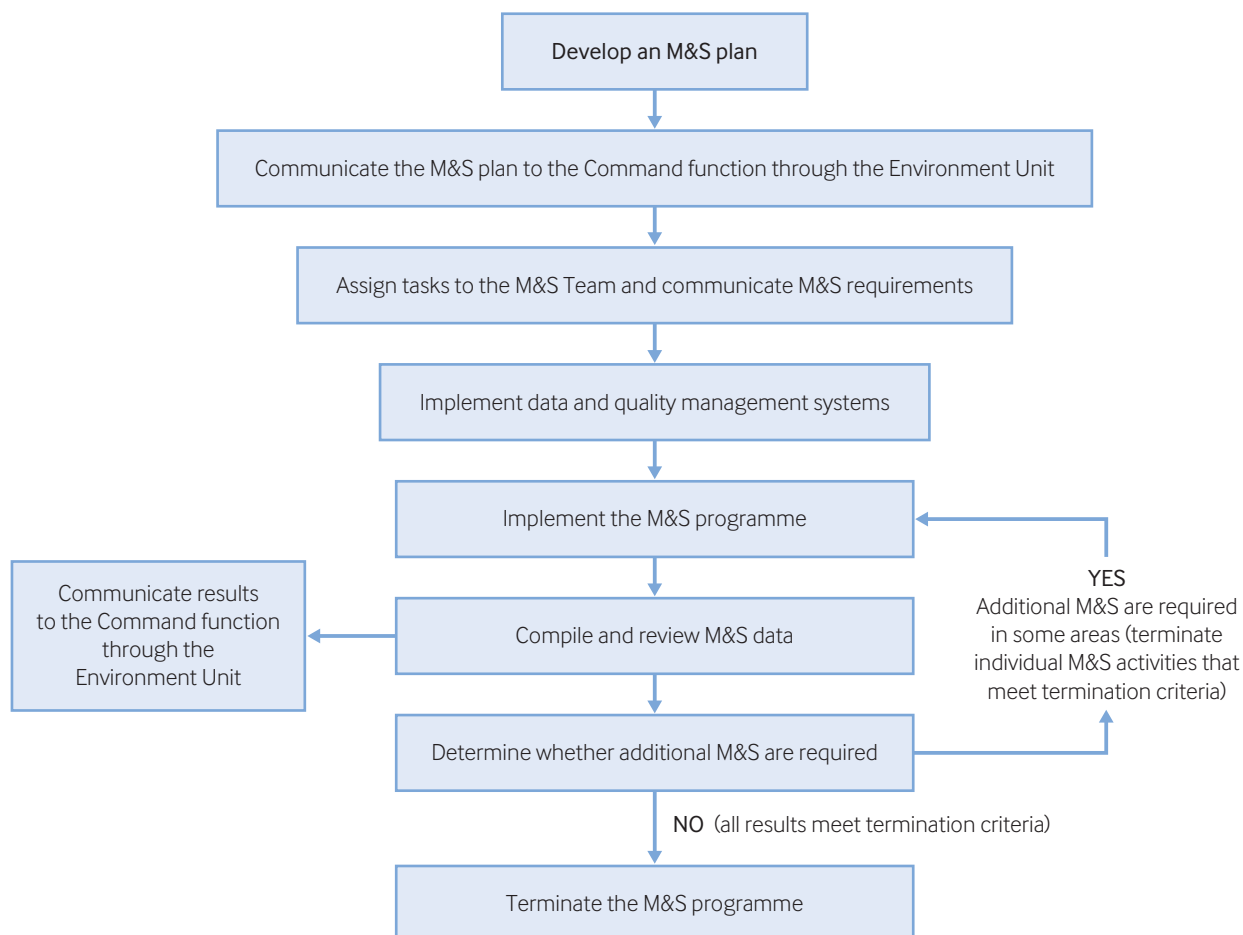 Develop an M&S plan
Communicate the M&S plan to the Command function through the Environment Unit
Assign tasks to the M&S Team and communicate M&S requirements
Implement data and quality management systems
Implement the M&S programme
Communicate results
to the Command function
through the
Environment Unit
Compile and review M&S data
YES
Additional M&S are required
in some areas (terminate
individual M&S activities that
meet termination criteria)
Determine whether additional M&S are required
NO (all results meet termination criteria)
Terminate the M&S programme